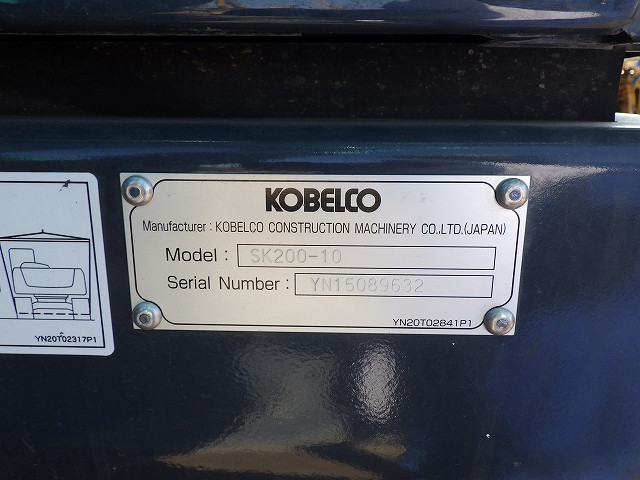 KOBELCO
Manufacturer : KOBELCO CONSTRUCTION MACHINERY CO.,LTD.(JAPAN)
Model : SK200-10
Serial Number : YN15089632
YN20T02841P1
YN20T02317P1